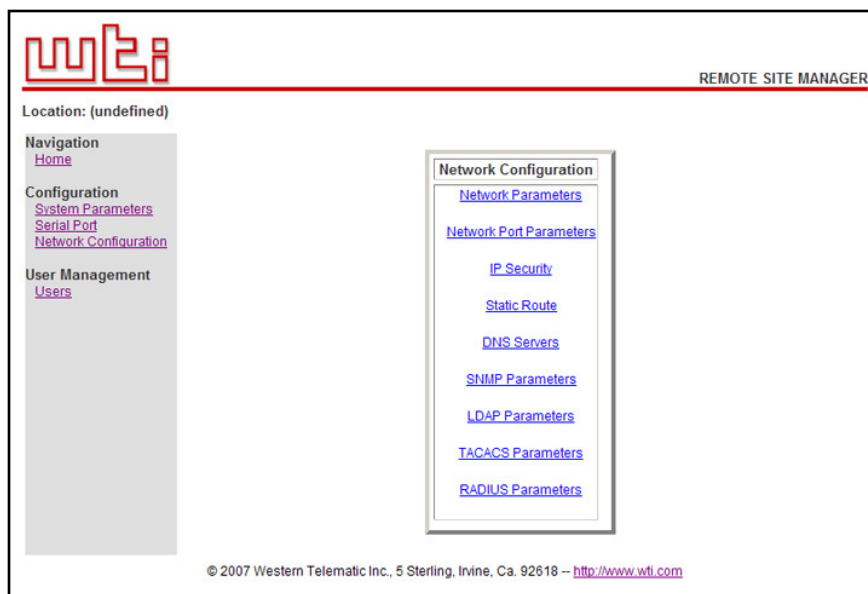 wti
REMOTE SITE MANAGER
Location: (undefined)
Navigation
Home
Configuration
System Parameters
Serial Port
Network Configuration
User Management
Users
Network Configuration
Network Parameters
Network Port Parameters
IP Security
Static Route
DNS Servers
SNMP Parameters
LDAP Parameters
TACACS Parameters
RADIUS Parameters
© 2007 Western Telematic Inc., 5 Sterling, Irvine, Ca. 92618 -- http://www.wti.com